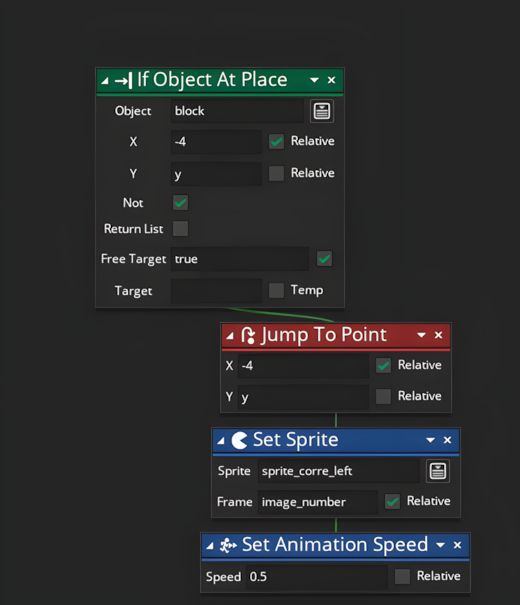 If Object At Place
Object block
X -4 Relative
Y y Relative
Not
Return List
Free Target true
Target Temp
Jump To Point
X -4 Relative
Y y Relative
Set Sprite
Sprite sprite_corre_left
Frame image_number Relative
Set Animation Speed
Speed 0.5 Relative